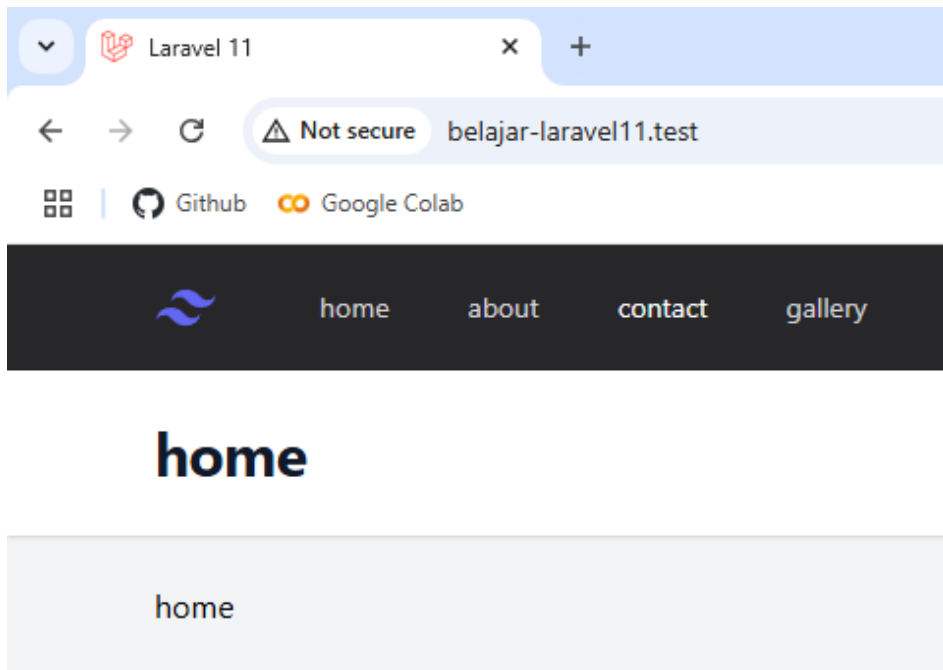 Laravel 11
Not secure belajar-laravel11.test
Github Google Colab
home about contact gallery
home
home